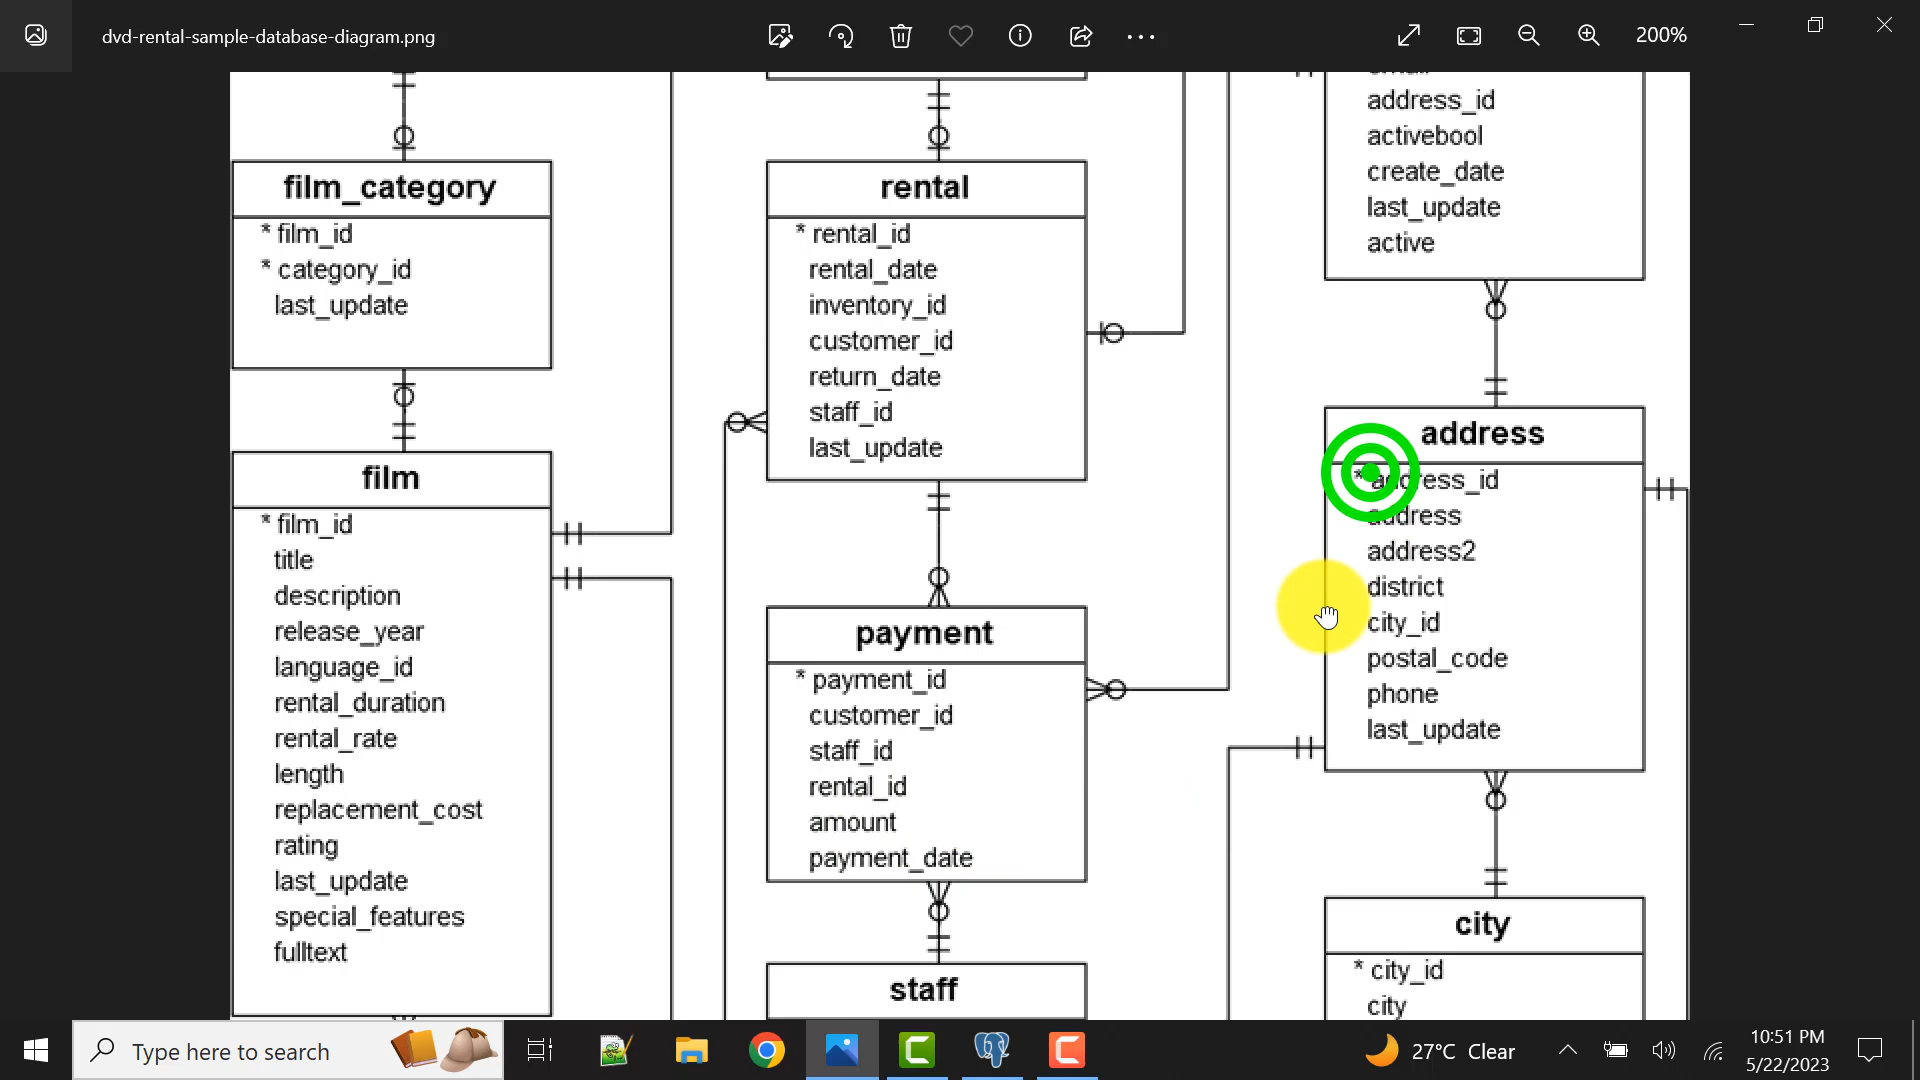 dvd-rental-sample-database-diagram.png
200%
film_category
* film_id
* category_id
last_update
film
* film_id
title
description
release_year
language_id
rental_duration
rental_rate
length
replacement_cost
rating
last_update
special_features
fulltext
rental
* rental_id
rental_date
inventory_id
customer_id
return_date
staff_id
last_update
payment
* payment_id
customer_id
staff_id
rental_id
amount
payment_date
staff
address_id
activebool
create_date
last_update
active
address
* address_id
address
address2
district
city_id
postal_code
phone
last_update
city
* city_id
city
Type here to search
27°C Clear
10:51 PM
5/22/2023